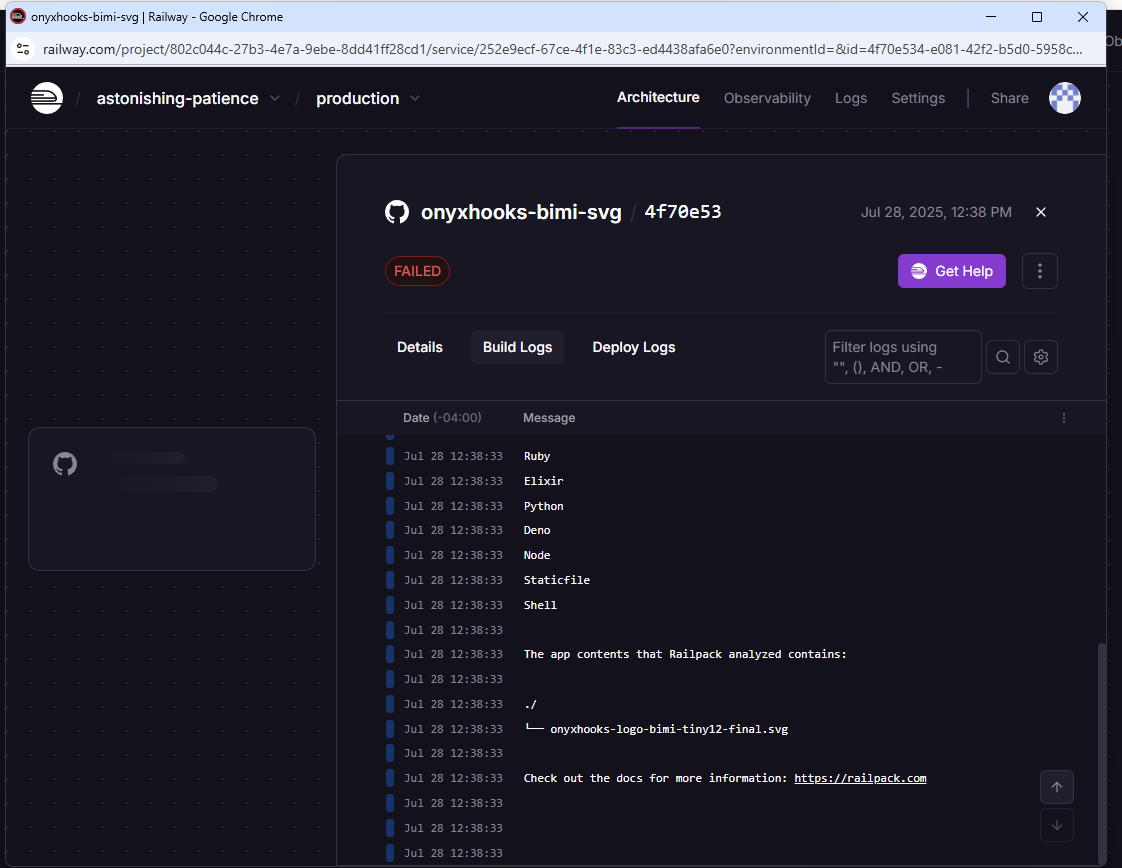 onyxhooks-bimi-svg | Railway - Google Chrome
railway.com/project/802c044c-27b3-4e7a-9ebe-8dd41ff28cd1/service/252e9ecf-67ce-4f1e-83c3-ed4438afa6e0?environmentId=&id=4f70e534-e081-42f2-b5d0-5958c...
Ob
/ astonishing-patience / production Architecture Observability Logs Settings | Share
onyxhooks-bimi-svg / 4f70e53 Jul 28, 2025, 12:38 PM
FAILED Get Help
Details Build Logs Deploy Logs Filter logs using
"", (), AND, OR, -
Date (-04:00) Message
Jul 28 12:38:33 Ruby
Jul 28 12:38:33 Elixir
Jul 28 12:38:33 Python
Jul 28 12:38:33 Deno
Jul 28 12:38:33 Node
Jul 28 12:38:33 Staticfile
Jul 28 12:38:33 Shell
Jul 28 12:38:33
Jul 28 12:38:33 The app contents that Railpack analyzed contains:
Jul 28 12:38:33
Jul 28 12:38:33 ./
Jul 28 12:38:33 └── onyxhooks-logo-bimi-tiny12-final.svg
Jul 28 12:38:33
Jul 28 12:38:33 Check out the docs for more information: https://railpack.com
Jul 28 12:38:33
Jul 28 12:38:33
Jul 28 12:38:33